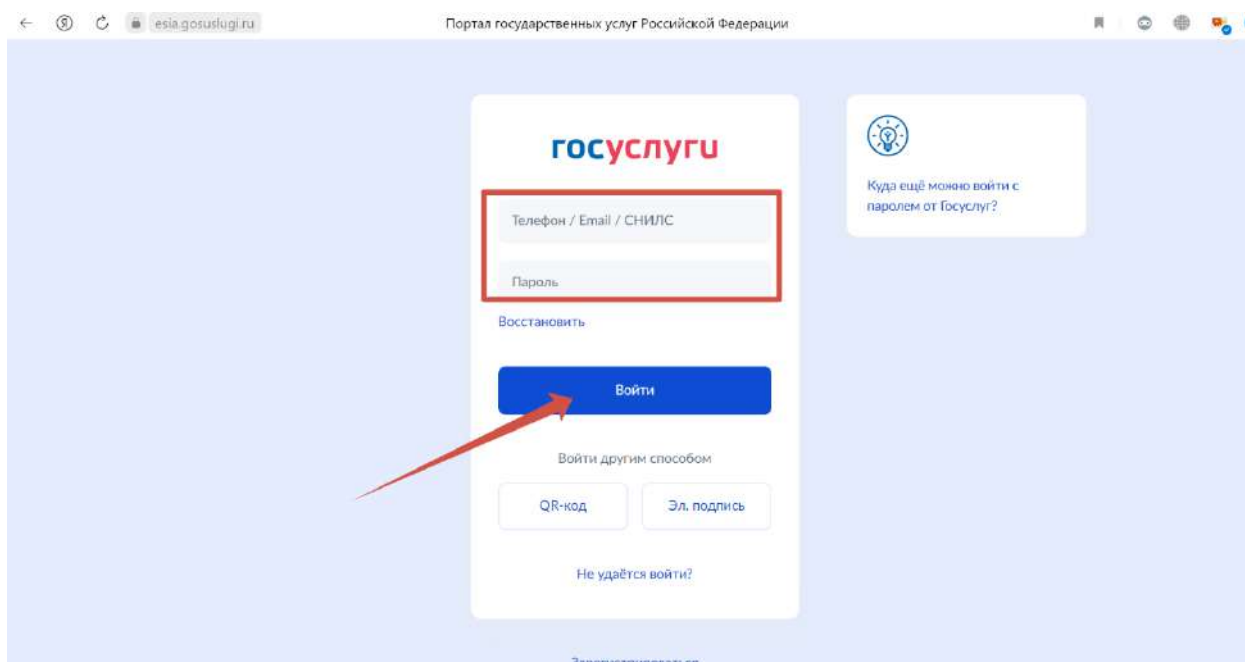 esia.gosuslugi.ru
Портал государственных услуг Российской Федерации
госуслуги
Телефон / Email / СНИЛС
Пароль
Восстановить
Войти
Войти другим способом
QR-код
Эл. подпись
Не удаётся войти?
Куда ещё можно войти с
паролем от Госуслуг?